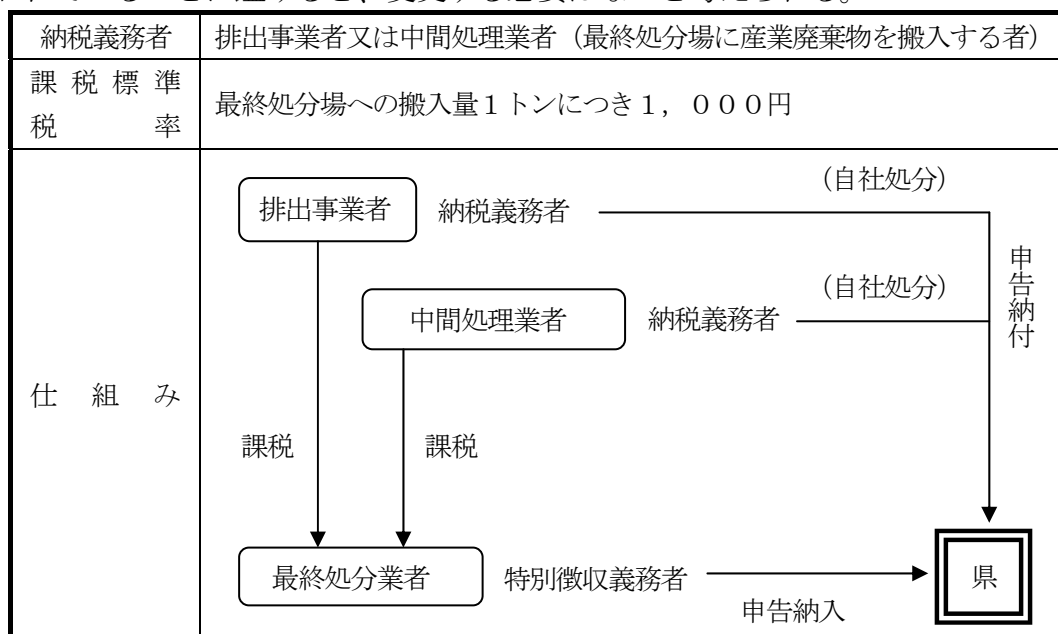 納税義務者
排出事業者又は中間処理業者（最終処分場に産業廃棄物を搬入する者）
課税標準
税率
最終処分場への搬入量１トンにつき１，０００円
仕組み
（自社処分）
排出事業者 納税義務者
申告納付
（自社処分）
中間処理業者 納税義務者
課税 課税
最終処分業者 特別徴収義務者 県
申告納入